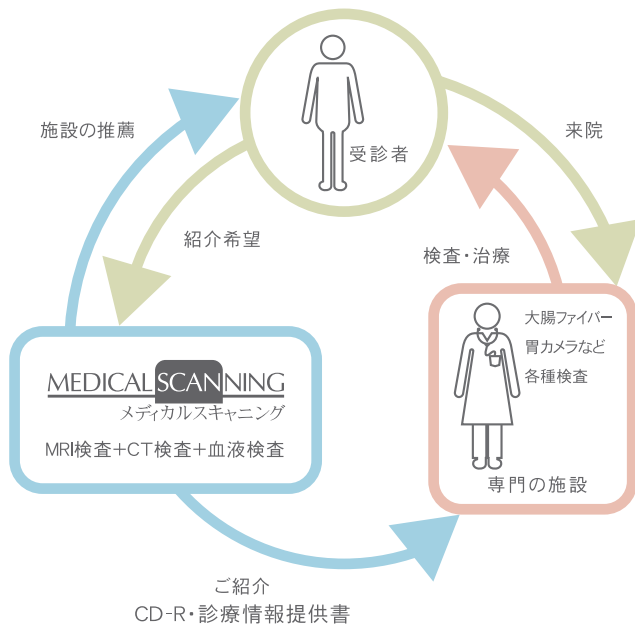 受診者
施設の推薦
来院
紹介希望
検査・治療
MEDICAL SCANNING
メディカルスキャニング
MRI検査+CT検査+血液検査
大腸ファイバー
胃カメラなど
各種検査
専門の施設
ご紹介
CD-R・診療情報提供書